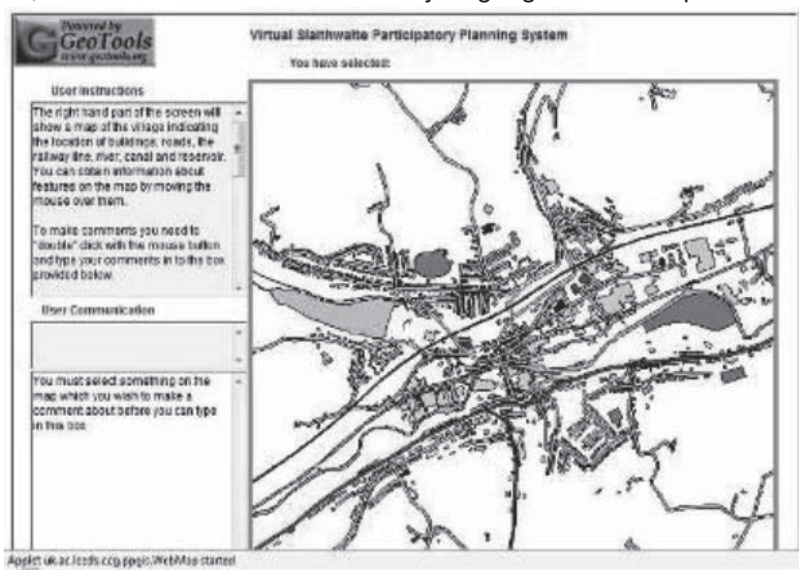 Powered by
GeoTools
www.geotools.org
Virtual Slaithwaite Participatory Planning System
You have selected:
User Instructions
The right hand part of the screen will
show a map of the village indicating
the location of buildings, roads, the
railway line, river, canal and reservoir.
You can obtain information about
features on the map by moving the
mouse over them.
To make comments you need to
"double" click with the mouse button
and type your comments in to the box
provided below.
User Communication
You must select something on the
map which you wish to make a
comment about before you can type
in this box
Applet uk.ac.leeds.ccg.ppgis.WebMap started